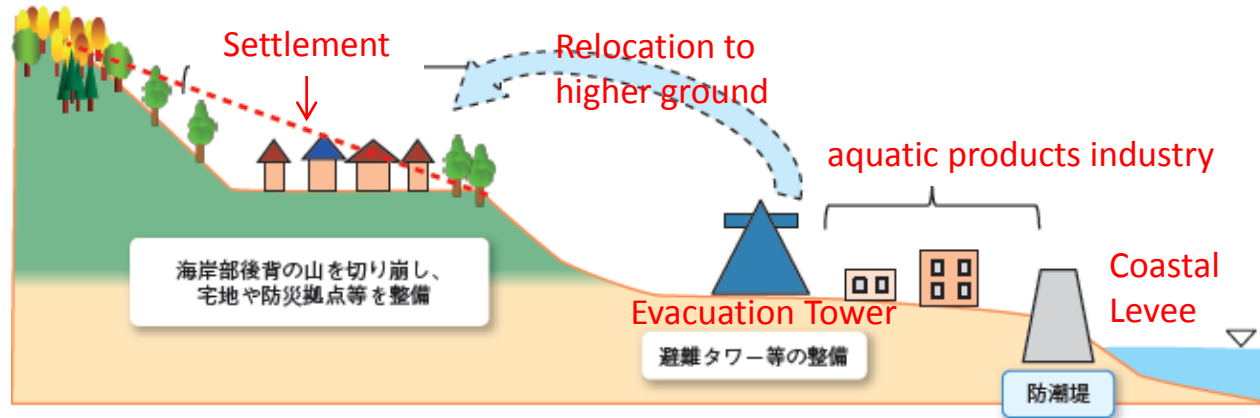 Settlement
Relocation to
higher ground
aquatic products industry
海岸部後背の山を切り崩し、
宅地や防災拠点等を整備
Evacuation Tower
避難タワー等の整備
Coastal
Levee
防潮堤